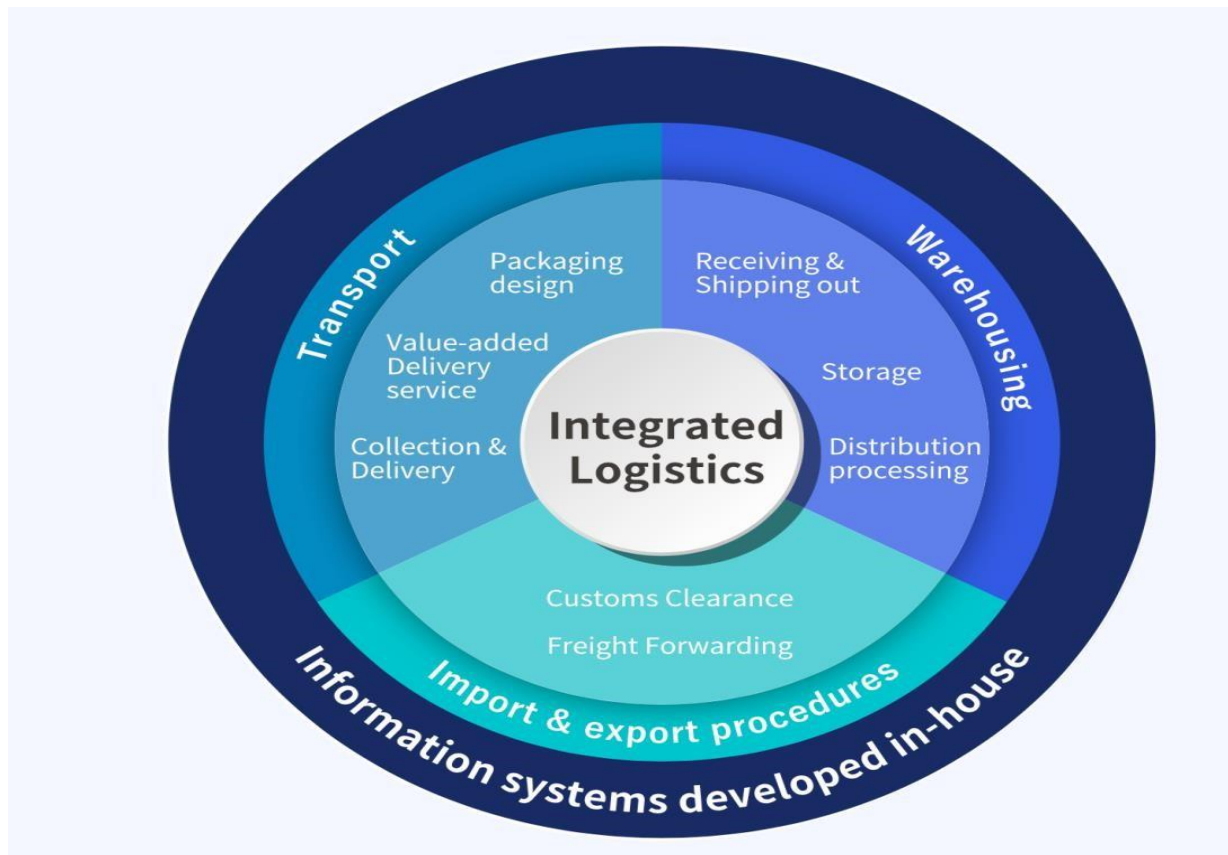 Transport
Packaging
design
Value-added
Delivery
service
Collection &
Delivery
Warehousing
Receiving &
Shipping out
Storage
Distribution
processing
Integrated
Logistics
Customs Clearance
Freight Forwarding
Import & export procedures
Information systems developed in-house